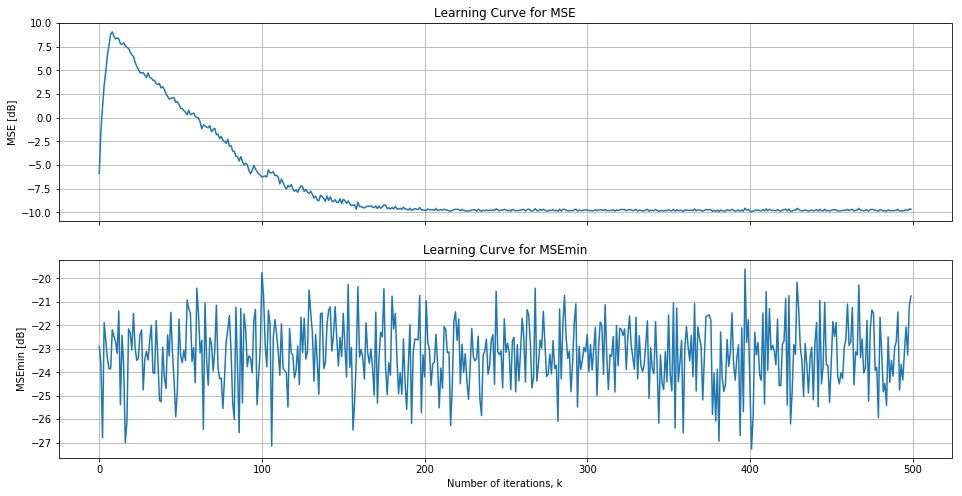 Learning Curve for MSE
10.0
7.5
5.0
2.5
0.0
−2.5
−5.0
−7.5
−10.0
MSE [dB]
Learning Curve for MSEmin
−20
−21
−22
−23
−24
−25
−26
−27
MSEmin [dB]
0 100 200 300 400 500
Number of iterations, k